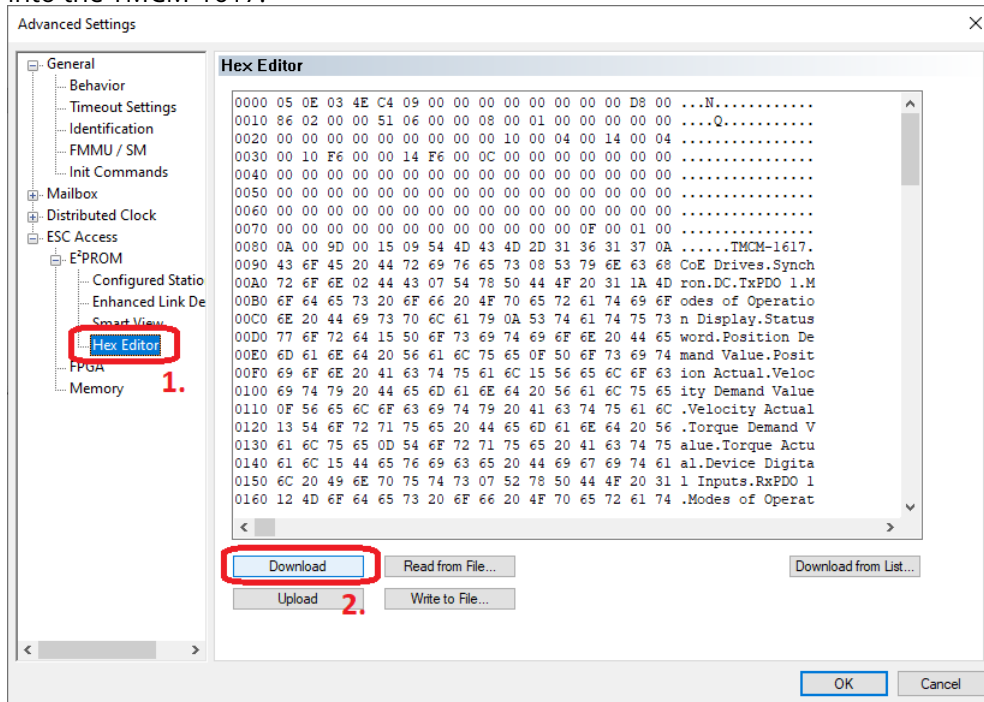 into the TMCM-1617.
Advanced Settings
General
Behavior
Timeout Settings
Identification
FMMU / SM
Init Commands
Mailbox
Distributed Clock
ESC Access
E²PROM
Configured Statio
Enhanced Link De
Smart View
Hex Editor
FPGA
Memory
1.
Hex Editor
0000 05 0E 03 4E C4 09 00 00 00 00 00 00 00 00 D8 00 ...N............
0010 86 02 00 00 51 06 00 00 08 00 01 00 00 00 00 00 ....Q...........
0020 00 00 00 00 00 00 00 00 00 10 00 04 00 14 00 04 ................
0030 00 10 F6 00 00 14 F6 00 0C 00 00 00 00 00 00 00 ................
0040 00 00 00 00 00 00 00 00 00 00 00 00 00 00 00 00 ................
0050 00 00 00 00 00 00 00 00 00 00 00 00 00 00 00 00 ................
0060 00 00 00 00 00 00 00 00 00 00 00 00 00 00 00 00 ................
0070 00 00 00 00 00 00 00 00 00 00 00 00 0F 00 01 00 ................
0080 0A 00 9D 00 15 09 54 4D 43 4D 2D 31 36 31 37 0A ......TMCM-1617.
0090 43 6F 45 20 44 72 69 76 65 73 08 53 79 6E 63 68 CoE Drives.Synch
00A0 72 6F 6E 02 44 43 07 54 78 50 44 4F 20 31 1A 4D ron.DC.TxPDO 1.M
00B0 6F 64 65 73 20 6F 66 20 4F 70 65 72 61 74 69 6F odes of Operatio
00C0 6E 20 44 69 73 70 6C 61 79 0A 53 74 61 74 75 73 n Display.Status
00D0 77 6F 72 64 15 50 6F 73 69 74 69 6F 6E 20 44 65 word.Position De
00E0 6D 61 6E 64 20 56 61 6C 75 65 0F 50 6F 73 69 74 mand Value.Posit
00F0 69 6F 6E 20 41 63 74 75 61 6C 15 56 65 6C 6F 63 ion Actual.Veloc
0100 69 74 79 20 44 65 6D 61 6E 64 20 56 61 6C 75 65 ity Demand Value
0110 0F 56 65 6C 6F 63 69 74 79 20 41 63 74 75 61 6C .Velocity Actual
0120 13 54 6F 72 71 75 65 20 44 65 6D 61 6E 64 20 56 .Torque Demand V
0130 61 6C 75 65 0D 54 6F 72 71 75 65 20 41 63 74 75 alue.Torque Actu
0140 61 6C 15 44 65 76 69 63 65 20 44 69 67 69 74 61 al.Device Digita
0150 6C 20 49 6E 70 75 74 73 07 52 78 50 44 4F 20 31 l Inputs.RxPDO 1
0160 12 4D 6F 64 65 73 20 6F 66 20 4F 70 65 72 61 74 .Modes of Operat
Download Read from File... Download from List...
Upload 2. Write to File...
OK Cancel